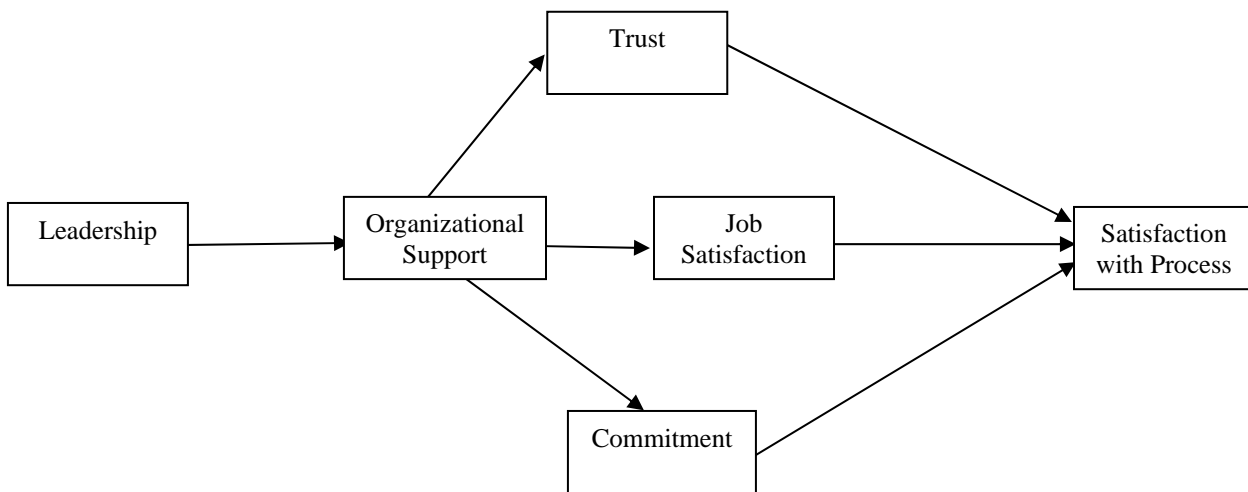 Trust
Leadership
Organizational
Support
Job
Satisfaction
Satisfaction
with Process
Commitment